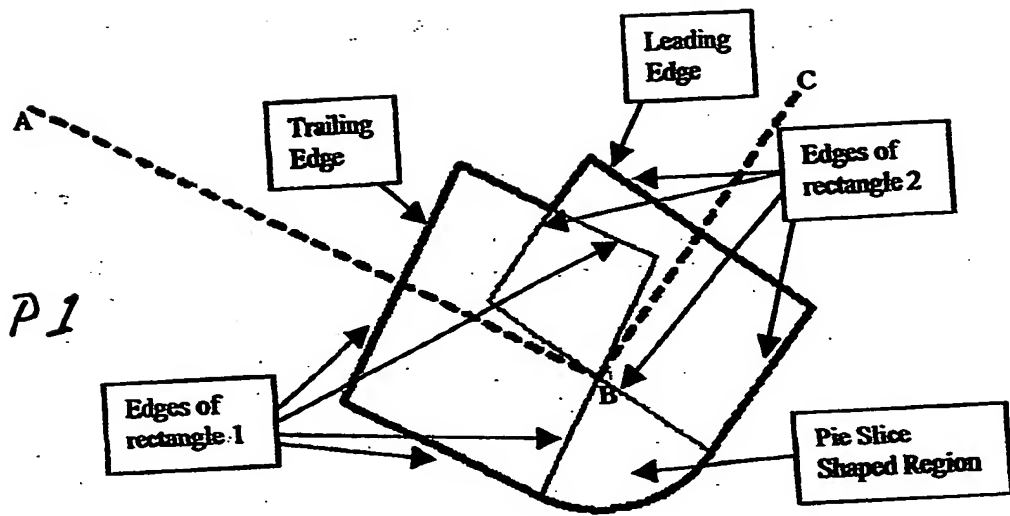 Leading
Edge
C
A
Trailing
Edge
Edges of
rectangle 2
P1
B
Edges of
rectangle 1
Pie Slice
Shaped Region